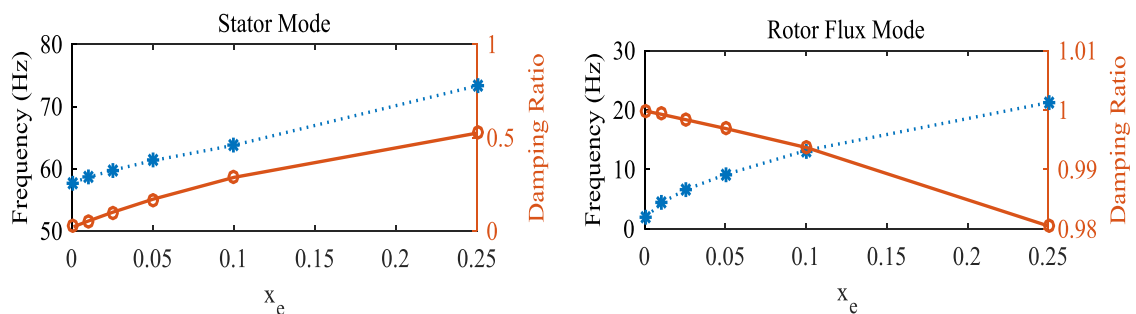 Stator Mode
Frequency (Hz)
80
70
60
50
0 0.05 0.1 0.15 0.2 0.25
x_e
1
0.5
0
Damping Ratio
Rotor Flux Mode
Frequency (Hz)
30
20
10
0
0 0.05 0.1 0.15 0.2 0.25
x_e
1.01
1
0.99
0.98
Damping Ratio